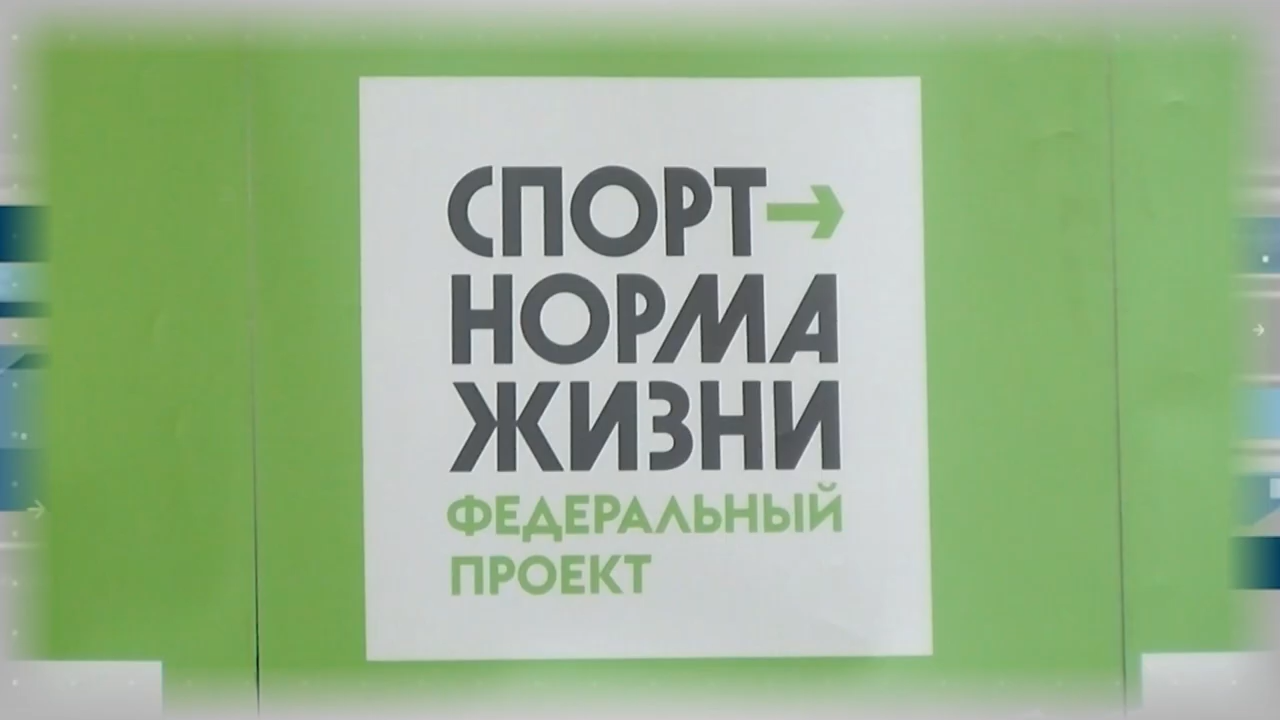 СПОРТ→
НОРМА
ЖИЗНИ
ФЕДЕРАЛЬНЫЙ
ПРОЕКТ